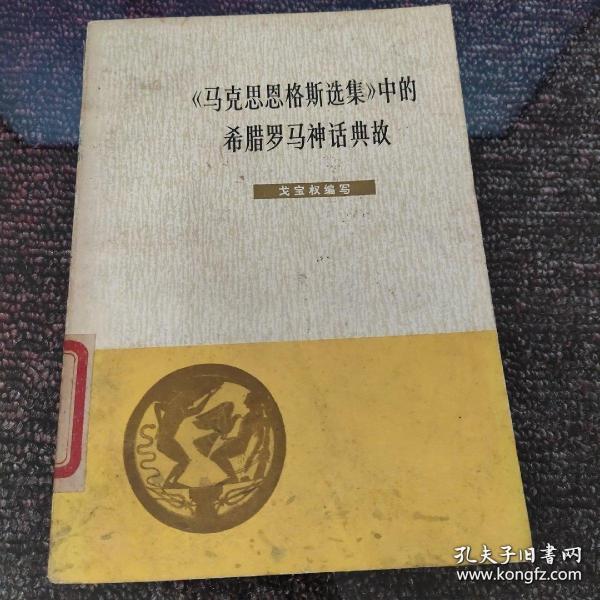 《马克思恩格斯选集》中的
希腊罗马神话典故
戈宝权编写
孔夫子旧书网
www.kongfz.com